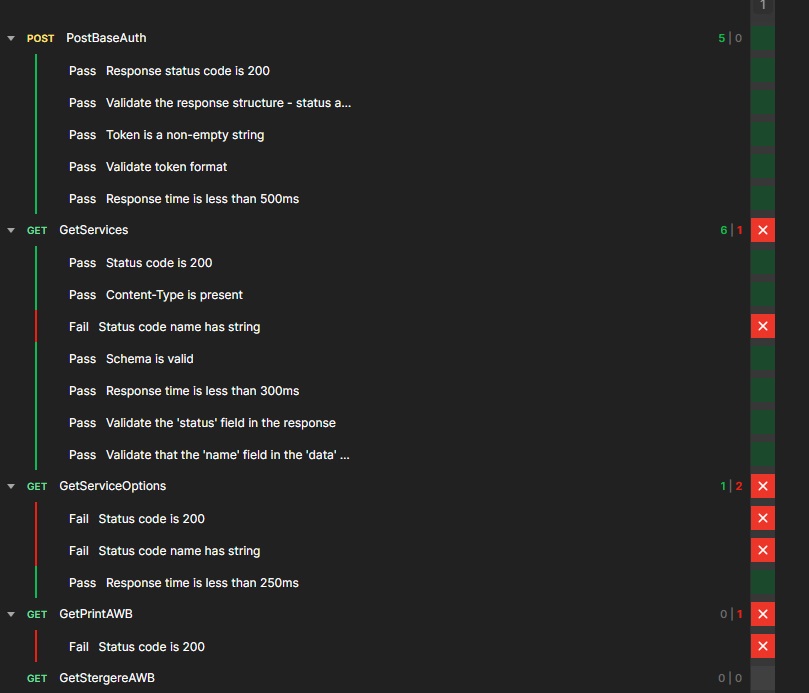 1
POST PostBaseAuth 5 | 0
Pass Response status code is 200
Pass Validate the response structure - status a...
Pass Token is a non-empty string
Pass Validate token format
Pass Response time is less than 500ms
GET GetServices 6 | 1
Pass Status code is 200
Pass Content-Type is present
Fail Status code name has string
Pass Schema is valid
Pass Response time is less than 300ms
Pass Validate the 'status' field in the response
Pass Validate that the 'name' field in the 'data' ...
GET GetServiceOptions 1 | 2
Fail Status code is 200
Fail Status code name has string
Pass Response time is less than 250ms
GET GetPrintAWB 0 | 1
Fail Status code is 200
GET GetStergereAWB 0 | 0